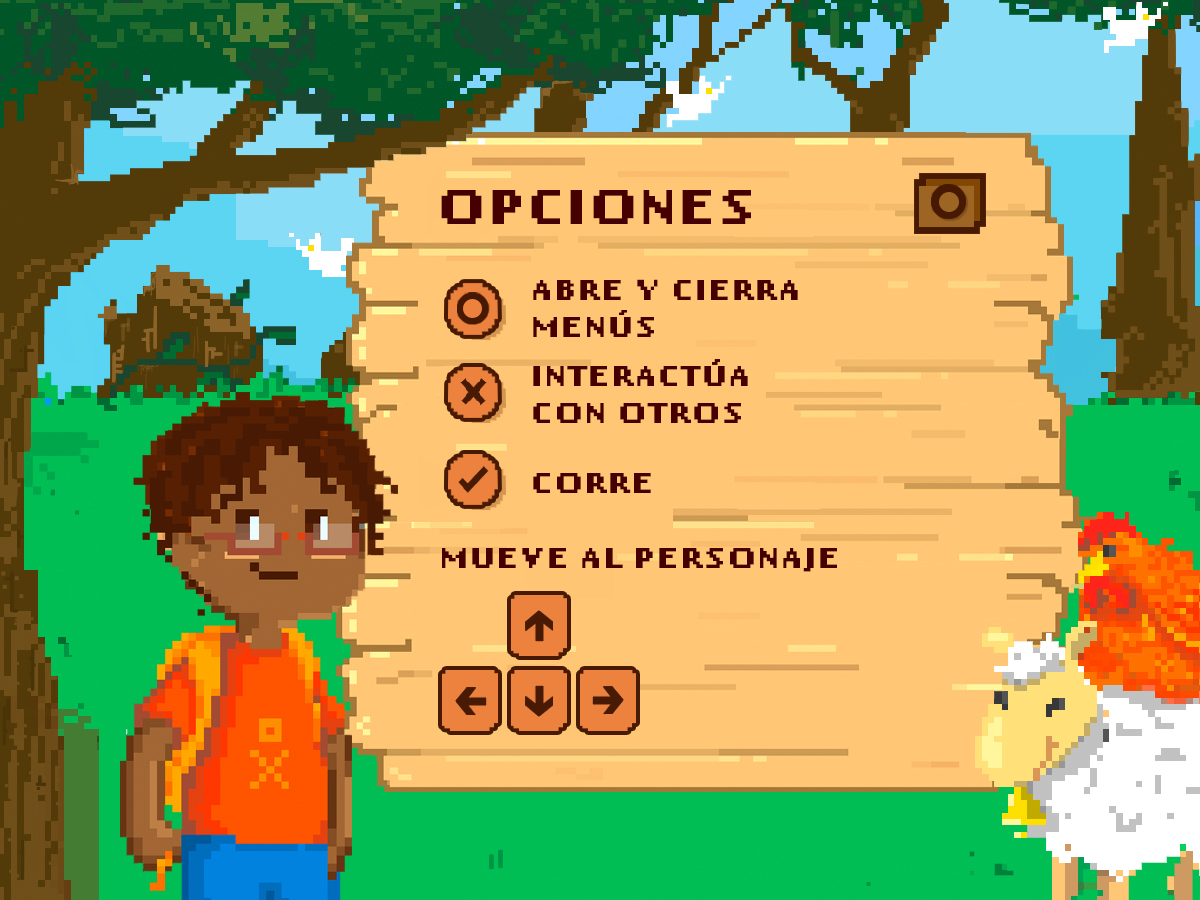 OPCIONES
ABRE Y CIERRA
MENÚS
INTERACTÚA
CON OTROS
CORRE
MUEVE AL PERSONAJE